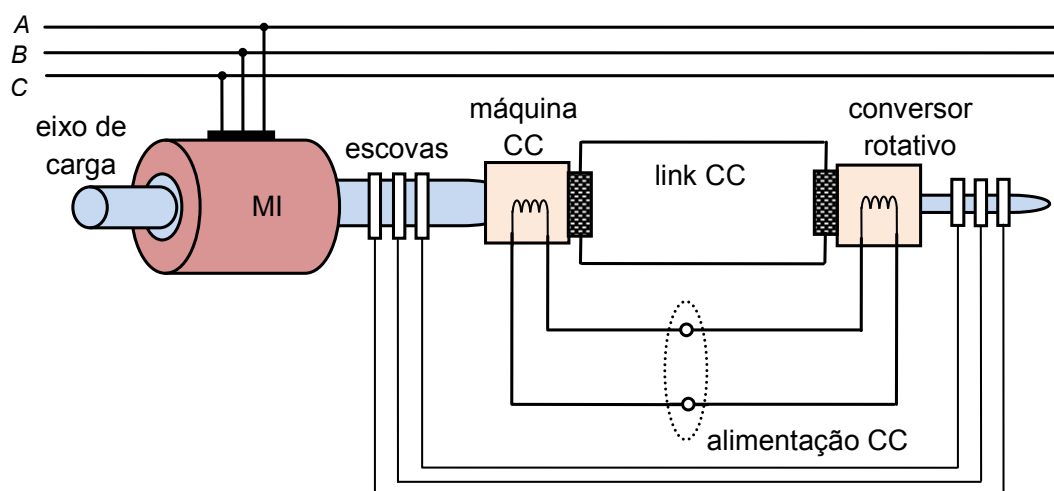 A
B
C
eixo de
carga
MI
escovas
máquina
CC
link CC
conversor
rotativo
alimentação CC